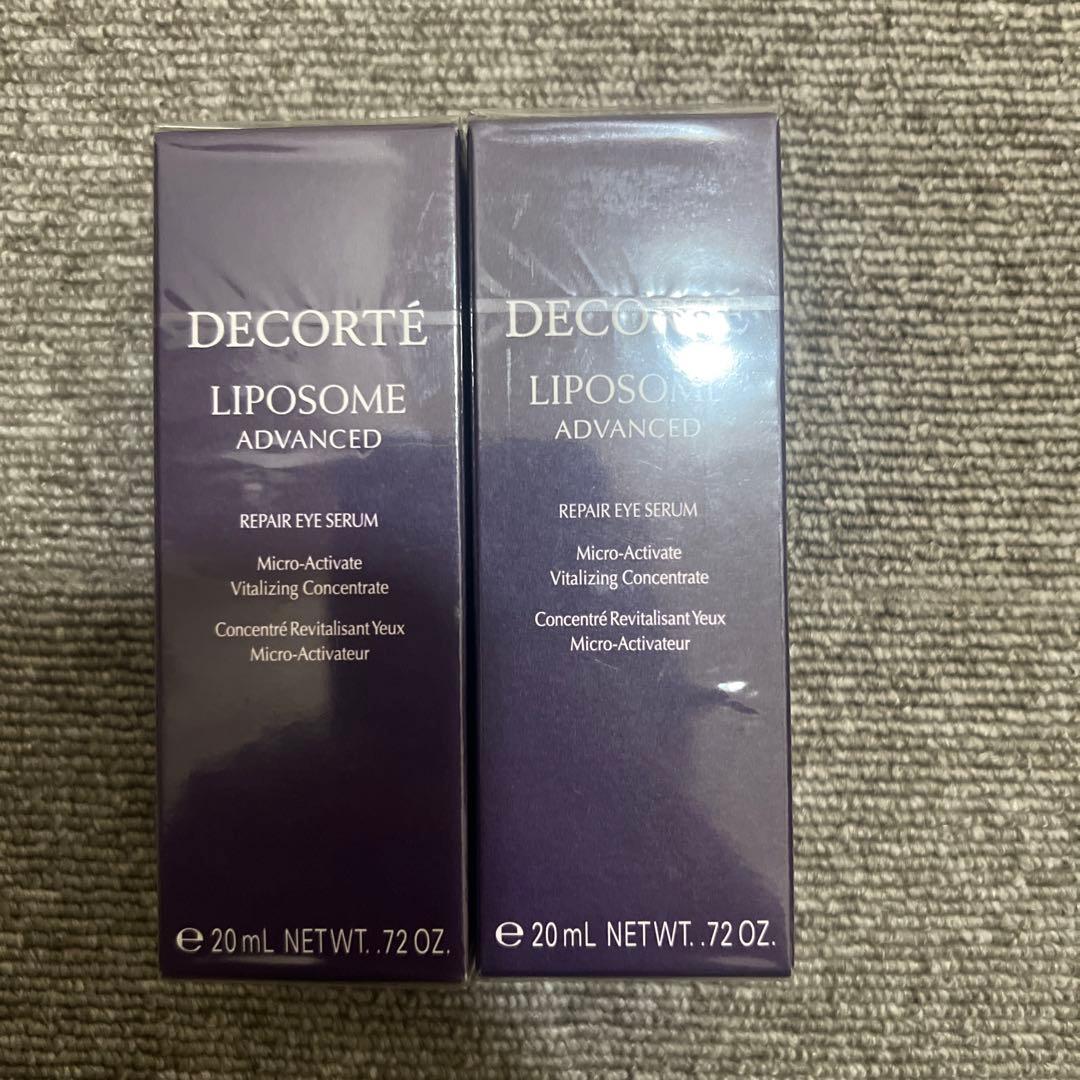 DECORTÉ
LIPOSOME
ADVANCED
REPAIR EYE SERUM
Micro-Activate
Vitalizing Concentrate
Concentré Revitalisant Yeux
Micro-Activateur
e 20 mL NET WT. .72 OZ.
DECORTÉ
LIPOSOME
ADVANCED
REPAIR EYE SERUM
Micro-Activate
Vitalizing Concentrate
Concentré Revitalisant Yeux
Micro-Activateur
e 20 mL NET WT. .72 OZ.